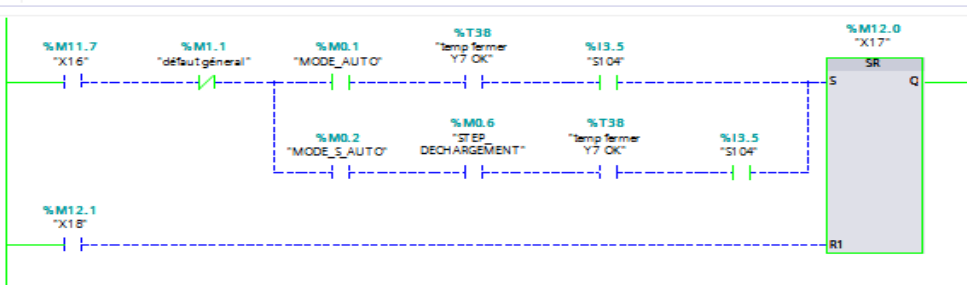 %M11.7
"X16"
%M1.1
"défaut géneral"
%M0.1
"MODE_AUTO"
%T38
"temp fermer
Y7 OK"
%I3.5
"S104"
%M12.0
"X17"
SR
S
Q
%M0.2
"MODE_S_AUTO"
%M0.6
"STEP_
DECHARGEMENT"
%T38
"temp fermer
Y7 OK"
%I3.5
"S104"
%M12.1
"X18"
R1